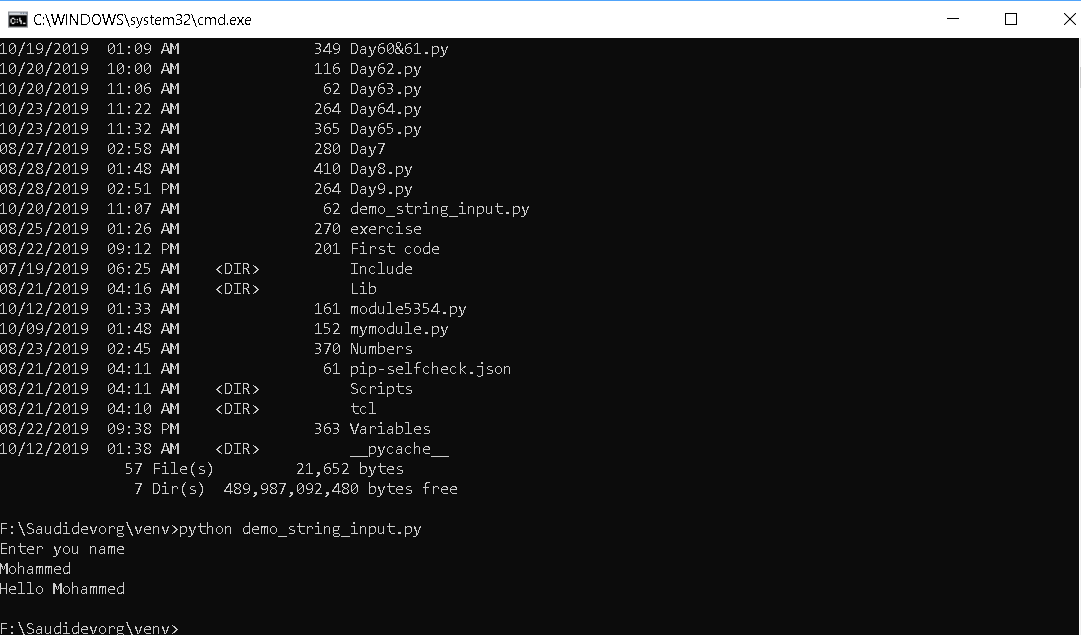 C:\WINDOWS\system32\cmd.exe
10/19/2019  01:09 AM               349 Day60&61.py
10/20/2019  10:00 AM               116 Day62.py
10/20/2019  11:06 AM                62 Day63.py
10/23/2019  11:22 AM               264 Day64.py
10/23/2019  11:32 AM               365 Day65.py
08/27/2019  02:58 AM               280 Day7
08/28/2019  01:48 AM               410 Day8.py
08/28/2019  02:51 PM               264 Day9.py
10/20/2019  11:07 AM                62 demo_string_input.py
08/25/2019  01:26 AM               270 exercise
08/22/2019  09:12 PM               201 First code
07/19/2019  06:25 AM    <DIR>          Include
08/21/2019  04:16 AM    <DIR>          Lib
10/12/2019  01:33 AM               161 module5354.py
10/09/2019  01:48 AM               152 mymodule.py
08/23/2019  02:45 AM               370 Numbers
08/21/2019  04:11 AM                61 pip-selfcheck.json
08/21/2019  04:11 AM    <DIR>          Scripts
08/21/2019  04:10 AM    <DIR>          tcl
08/22/2019  09:38 PM               363 Variables
10/12/2019  01:38 AM    <DIR>          __pycache__
57 File(s)         21,652 bytes
7 Dir(s)  489,987,092,480 bytes free
F:\Saudidevorg\venv>python demo_string_input.py
Enter you name
Mohammed
Hello Mohammed
F:\Saudidevorg\venv>